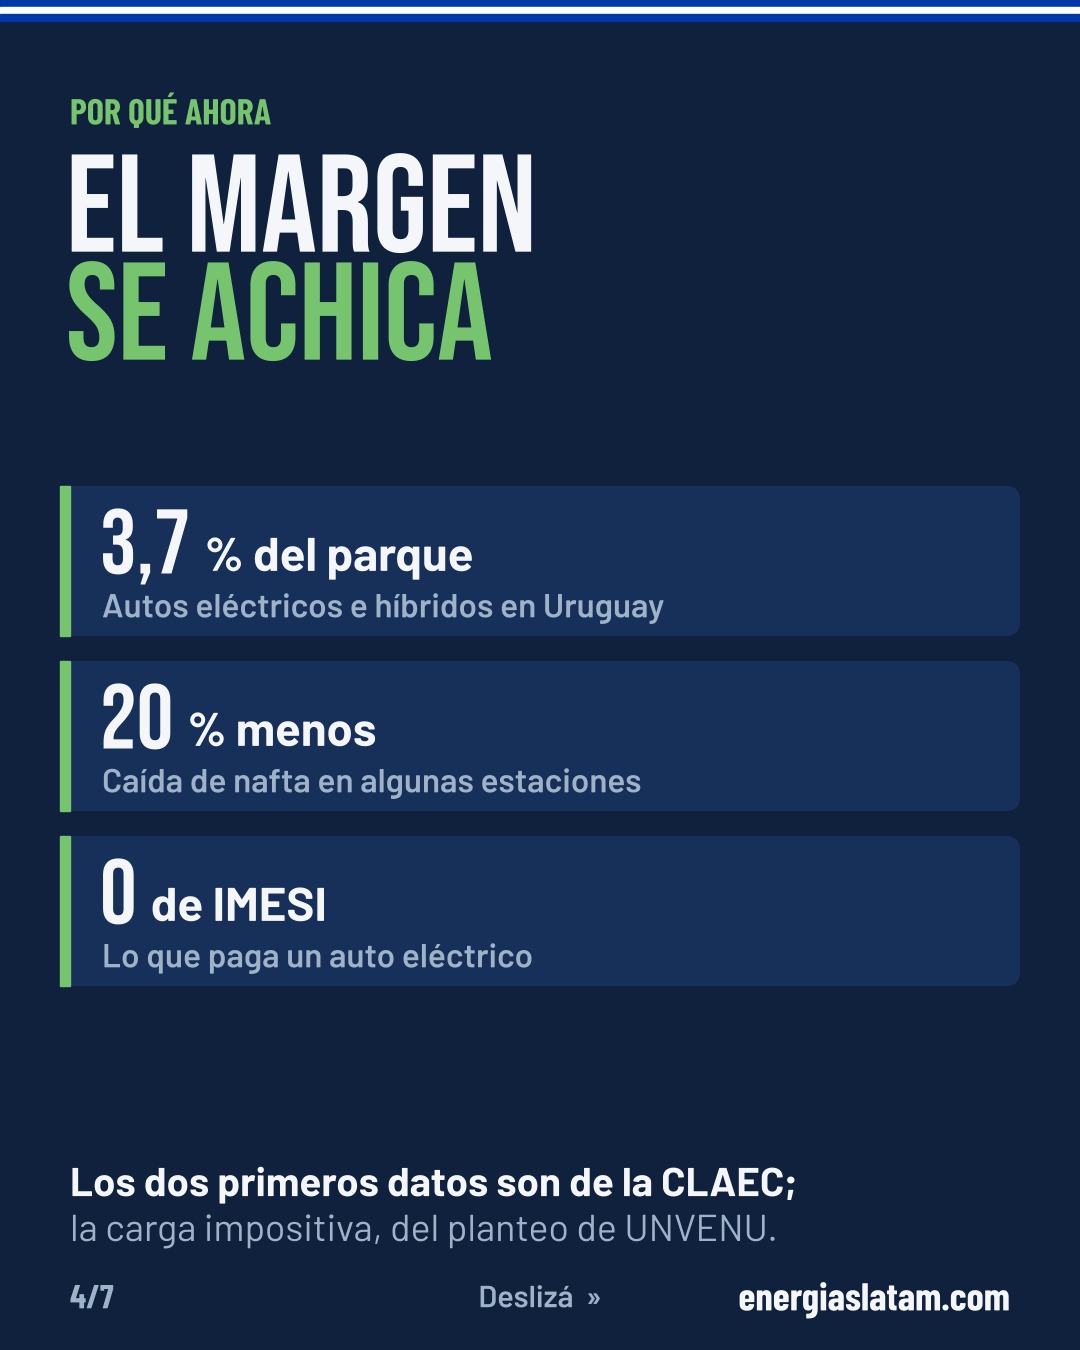 POR QUÉ AHORA
EL MARGEN
SE ACHICA
3,7 % del parque
Autos eléctricos e híbridos en Uruguay
20 % menos
Caída de nafta en algunas estaciones
0 de IMESI
Lo que paga un auto eléctrico
Los dos primeros datos son de la CLAEC;
la carga impositiva, del planteo de UNVENU.
4/7
Deslizá »
energiaslatam.com